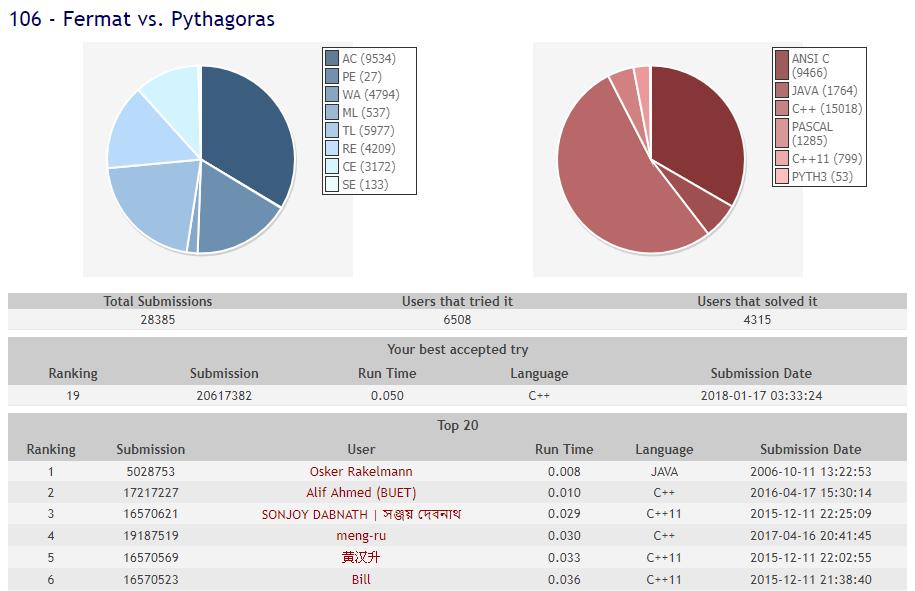 106 - Fermat vs. Pythagoras
AC (9534)
PE (27)
WA (4794)
ML (537)
TL (5977)
RE (4209)
CE (3172)
SE (133)
ANSI C
(9466)
JAVA (1764)
C++ (15018)
PASCAL
(1285)
C++11 (799)
PYTH3 (53)
Total Submissions Users that tried it Users that solved it
28385 6508 4315
Your best accepted try
Ranking Submission Run Time Language Submission Date
19 20617382 0.050 C++ 2018-01-17 03:33:24
Top 20
Ranking Submission User Run Time Language Submission Date
1 5028753 Osker Rakelmann 0.008 JAVA 2006-10-11 13:22:53
2 17217227 Alif Ahmed (BUET) 0.010 C++ 2016-04-17 15:30:14
3 16570621 SONJOY DABNATH | সঞ্জয় দেবনাথ 0.029 C++11 2015-12-11 22:25:09
4 19187519 meng-ru 0.030 C++ 2017-04-16 20:41:45
5 16570569 黄汉升 0.033 C++11 2015-12-11 22:02:55
6 16570523 Bill 0.036 C++11 2015-12-11 21:38:40